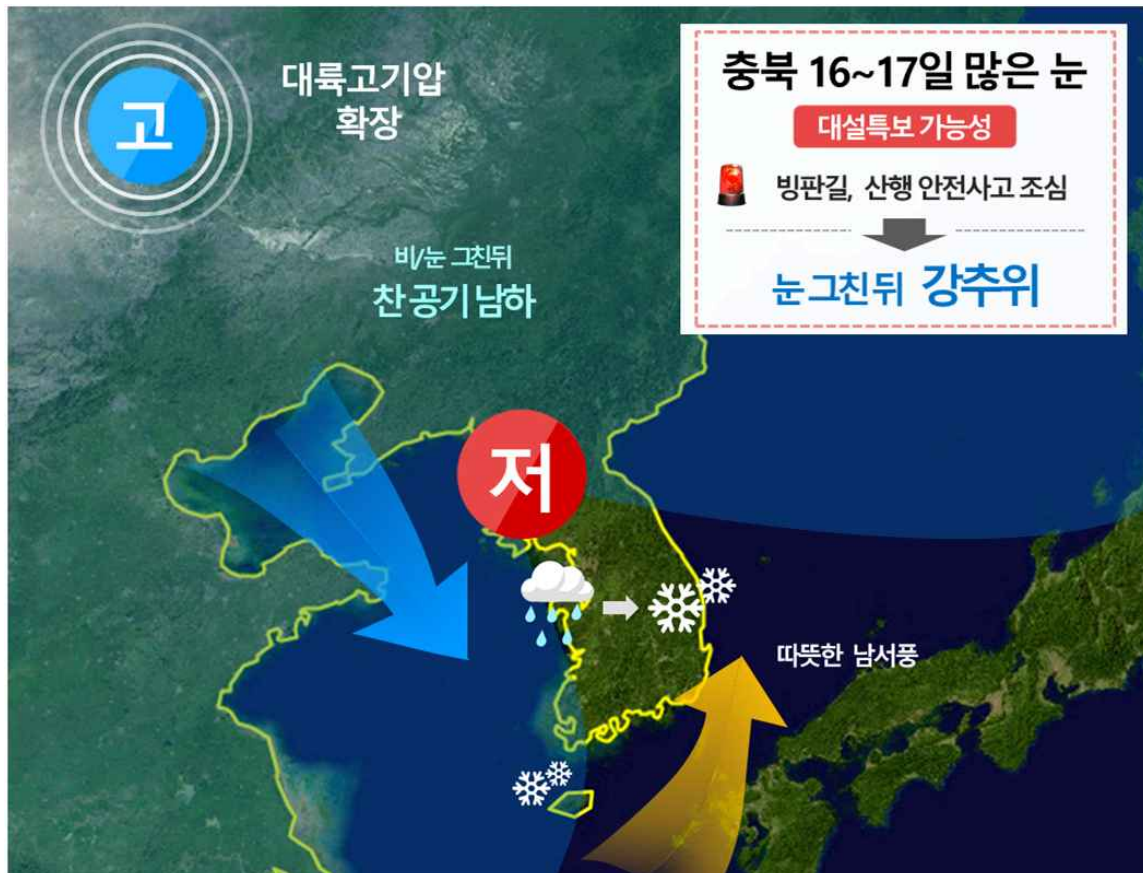 고
대륙고기압
확장
충북 16~17일 많은 눈
대설특보 가능성
빙판길, 산행 안전사고 조심
눈 그친 뒤 강추위
비/눈 그친뒤
찬 공기 남하
저
따뜻한 남서풍